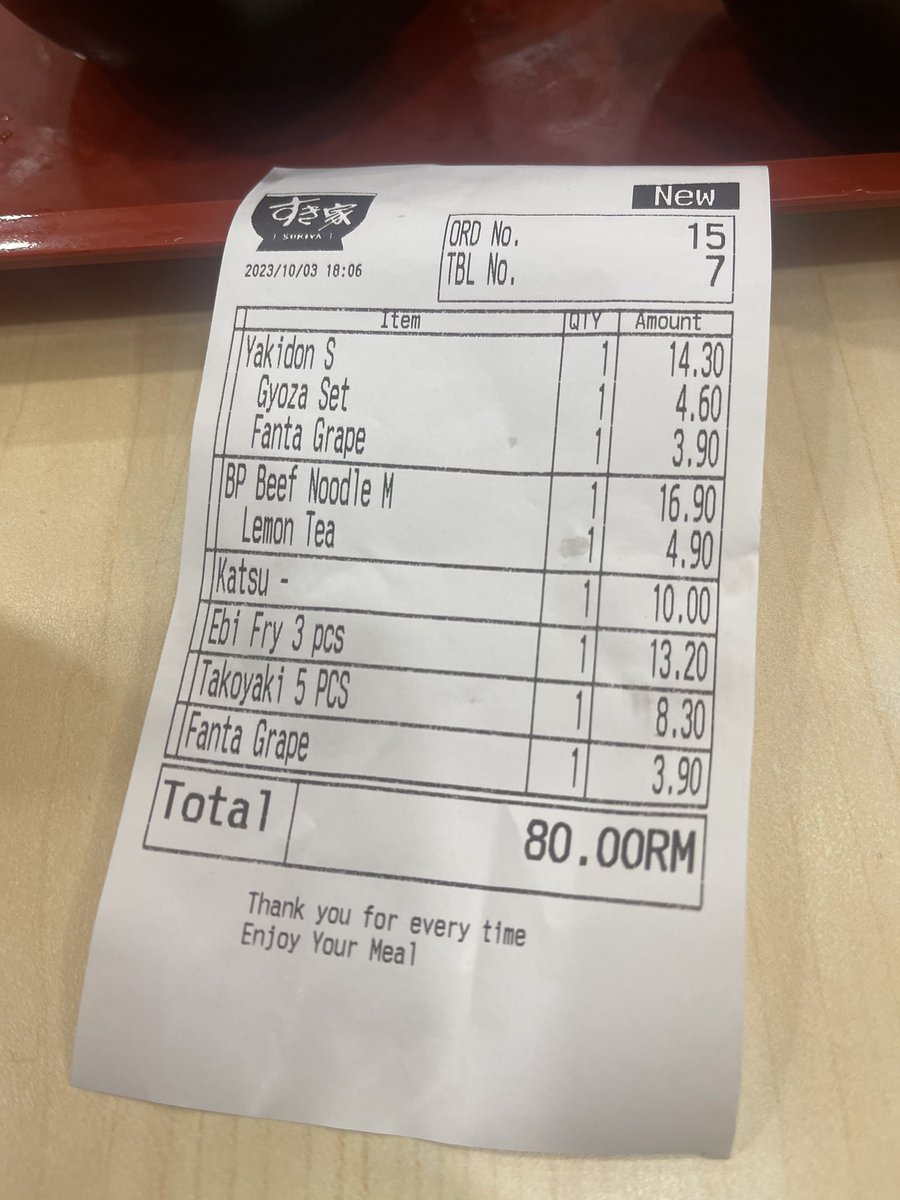 すき家
SUKIYA
New
2023/10/03 18:06
ORD No. 15
TBL No. 7
Item QTY Amount
Yakidon S 1 14.30
Gyoza Set 1 4.60
Fanta Grape 1 3.90
BP Beef Noodle M 1 16.90
Lemon Tea 1 4.90
Katsu - 1 10.00
Ebi Fry 3 pcs 1 13.20
Takoyaki 5 PCS 1 8.30
Fanta Grape 1 3.90
Total 80.00RM
Thank you for every time
Enjoy Your Meal